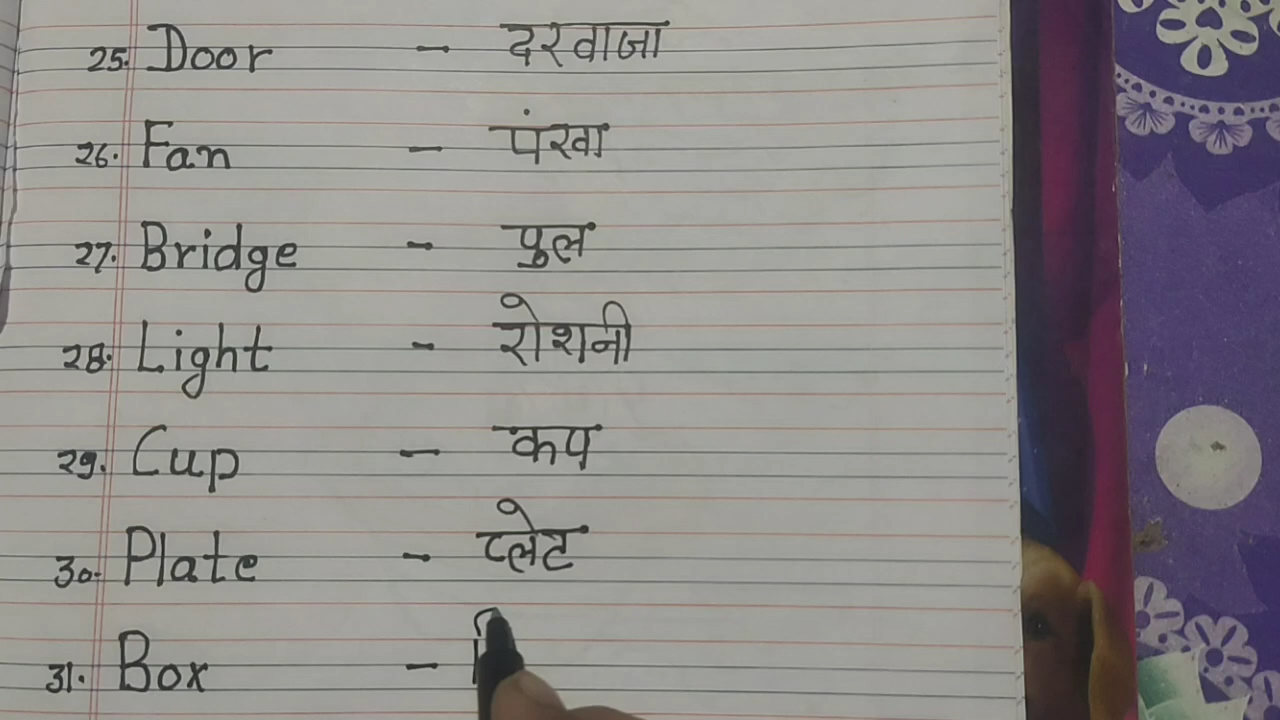 25. Door - दरवाजा
26. Fan - पंखा
27. Bridge - पुल
28. Light - रोशनी
29. Cup - कप
30. Plate - प्लेट
31. Box -